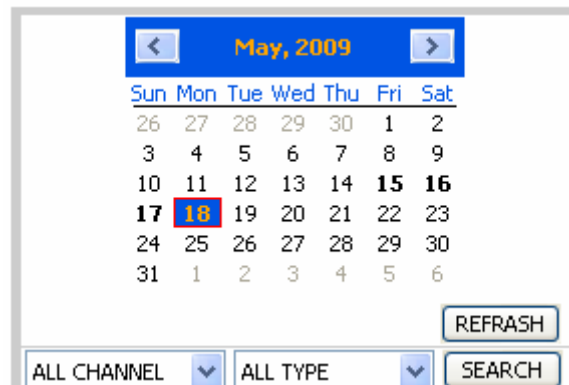 < May, 2009 >
Sun Mon Tue Wed Thu Fri Sat
26 27 28 29 30 1 2
3 4 5 6 7 8 9
10 11 12 13 14 15 16
17 18 19 20 21 22 23
24 25 26 27 28 29 30
31 1 2 3 4 5 6
REFRASH
ALL CHANNEL ALL TYPE SEARCH